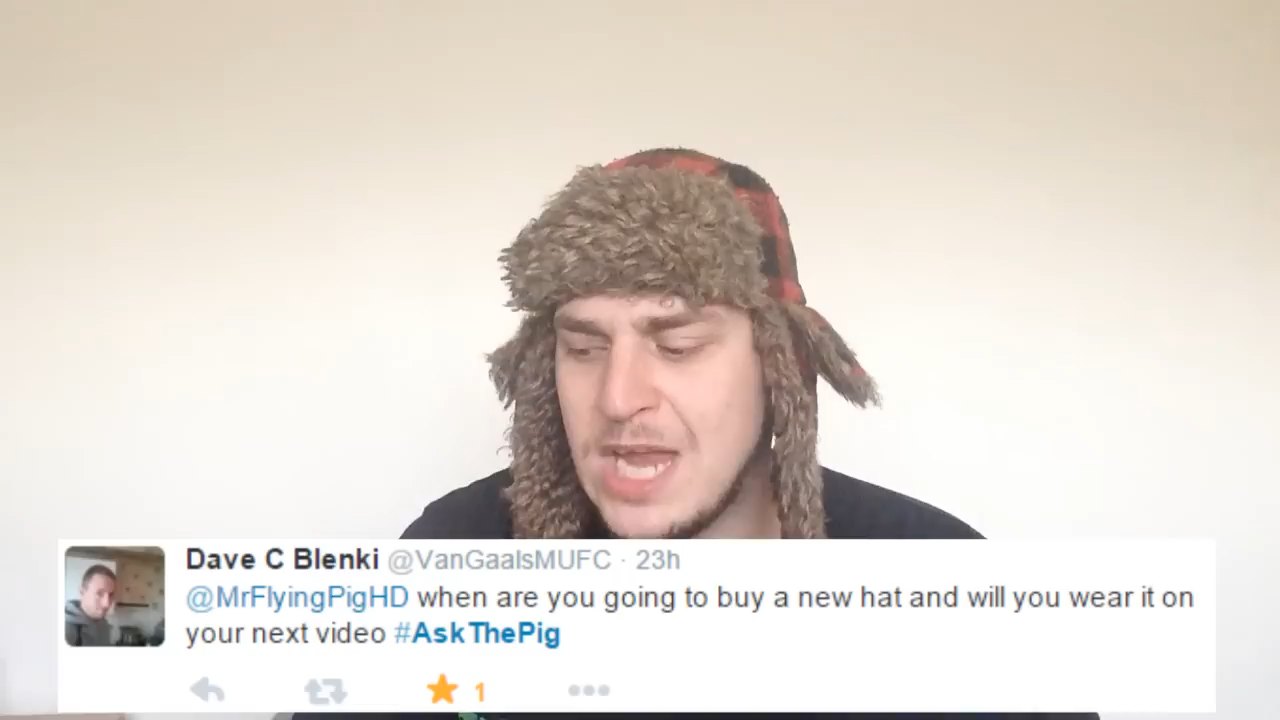 Dave C Blenki @VanGaalsMUFC · 23h
@MrFlyingPigHD when are you going to buy a new hat and will you wear it on
your next video #AskThePig
1